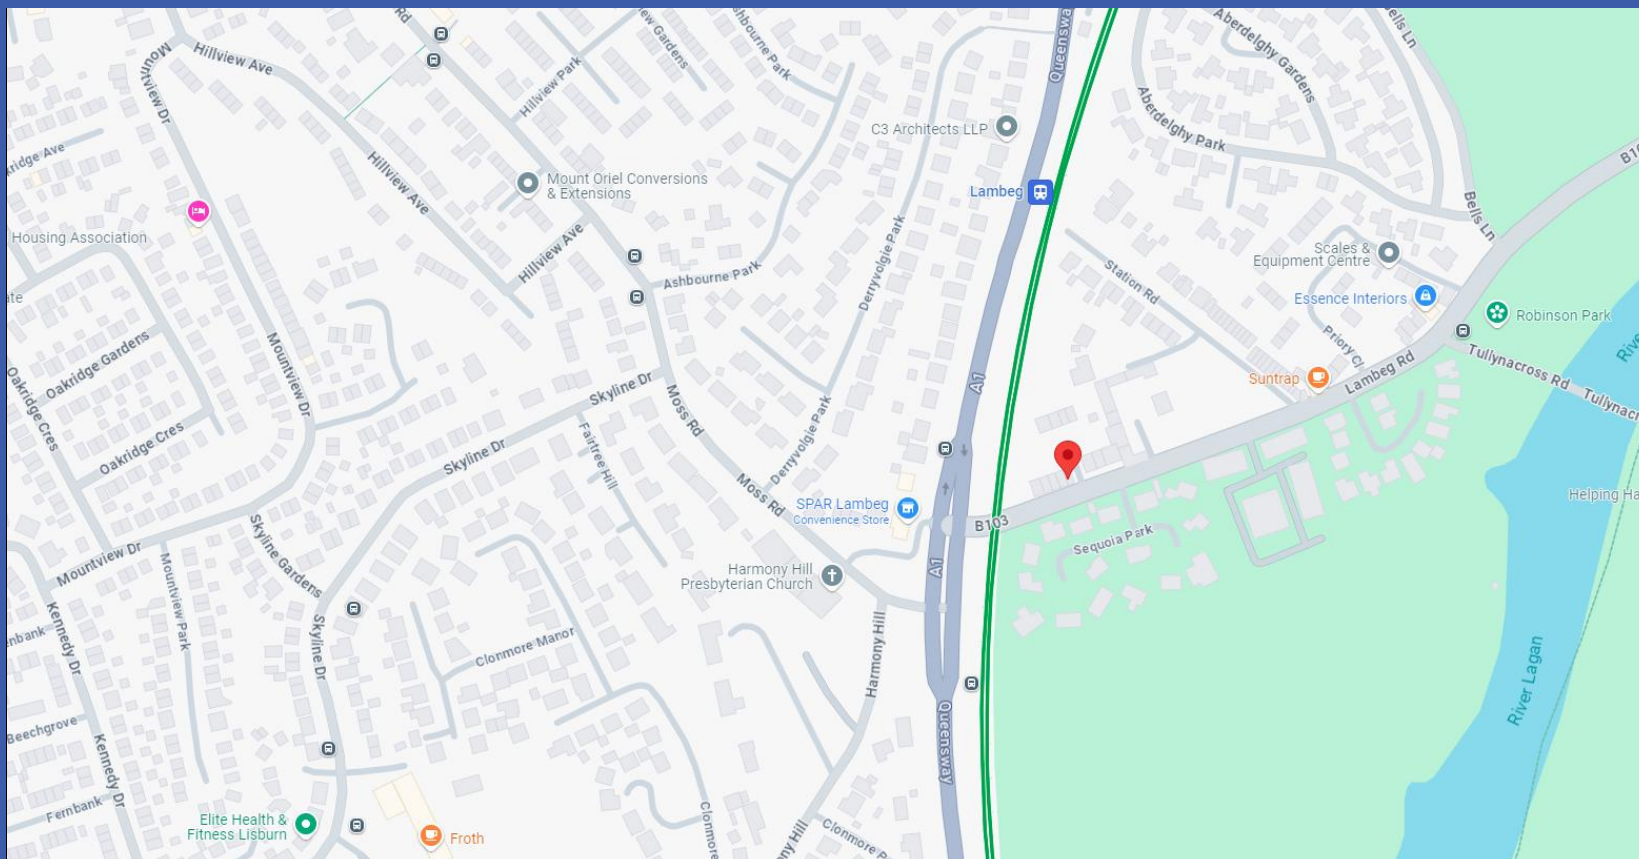 Rd
Mountview Dr
Hillview Ave
Hillview Park
Gardens
Queensway
Aberdelghy Gardens
Bells Ln
C3 Architects LLP
Aberdelghy Park
Hillview Ave
Mount Oriel Conversions
& Extensions
Lambeg
Bells Ln
Housing Association
Hillview Ave
Ashbourne Park
Derryvolgie Park
Station Rd
Scales &
Equipment Centre
Essence Interiors
Robinson Park
Oakridge Gardens
Mountview Dr
Priory Ct
Lambeg Rd
Tullynacross Rd
Suntrap
A1
Skyline Dr
Moss Rd
Derryvolgie Park
Oakridge Cres
Oakridge Cres
Skyline Dr
Fairtree Hill
Moss Rd
SPAR Lambeg
Convenience Store
B103
Sequoia Park
Mountview Dr
Skyline Gardens
Harmony Hill
Presbyterian Church
A1
Mountview Park
Kennedy Dr
Skyline Dr
Clonmore Manor
Harmony Hill
River Lagan
Beechgrove
Kennedy Dr
Queensway
Fernbank
Elite Health &
Fitness Lisburn
Froth
Clonmore